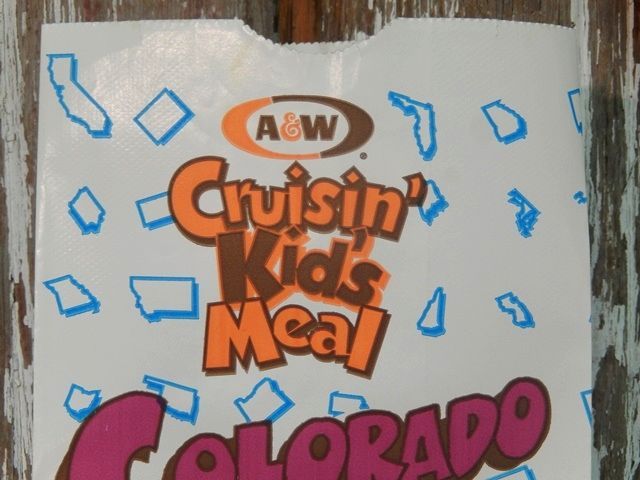 A&W
®
Cruisin'
Kid's
Meal
COLORADO